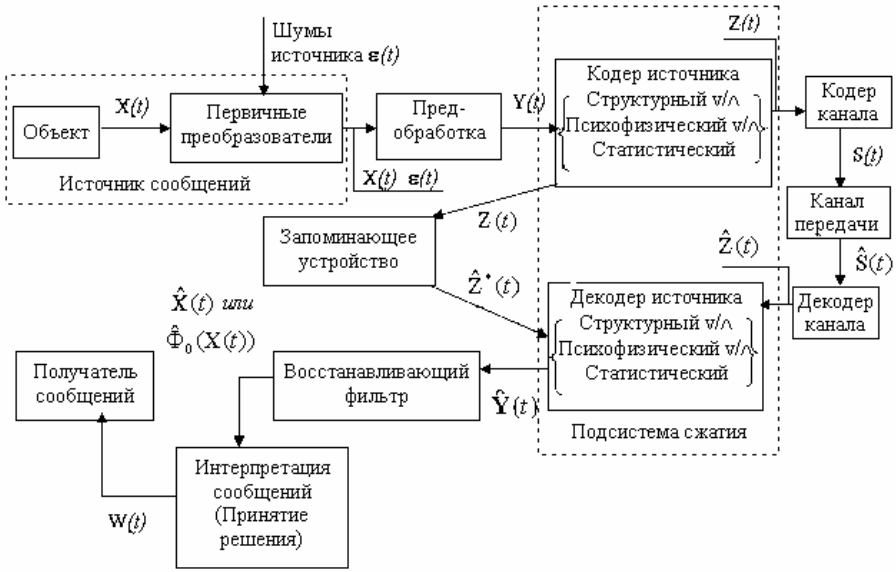 Шумы
источника ε(t)
Z(t)
Объект
X(t)
Первичные
преобразователи
Источник сообщений
X(t) ε(t)
Пред-
обработка
Y(t)
Кодер источника
Структурный v/∧
Психофизический v/∧
Статистический
Кодер
канала
S(t)
Канал
передачи
Ŝ(t)
Декодер
канала
Ẑ(t)
Z(t)
Запоминающее
устройство
Ẑ*(t)
Декодер источника
Структурный v/∧
Психофизический v/∧
Статистический
Подсистема сжатия
Ŷ(t)
X̂(t) или
Φ̂₀(X(t))
Восстанавливающий
фильтр
Получатель
сообщений
Интерпретация
сообщений
(Принятие
решения)
W(t)